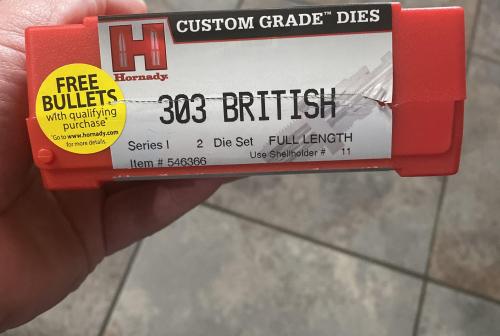 CUSTOM GRADE™ DIES
H
Hornady®
FREE
BULLETS
with qualifying
purchase*
*Go to www.hornady.com
for more details
303 BRITISH
Series I 2 Die Set FULL LENGTH
Item # 546366 Use Shellholder # 11